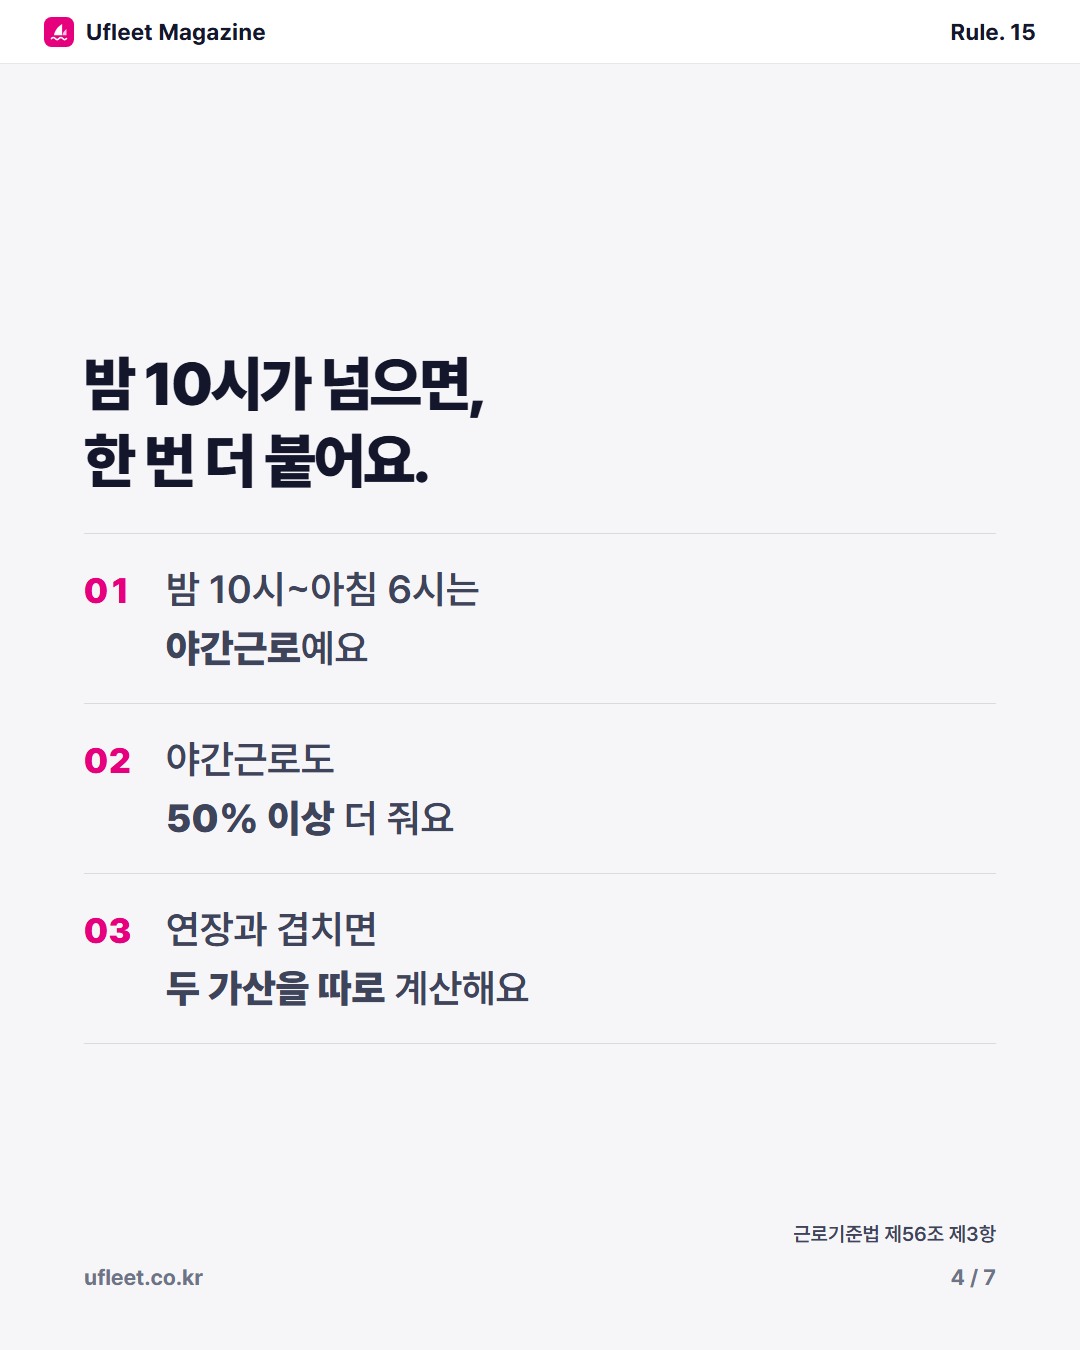 Ufleet Magazine
Rule. 15
밤 10시가 넘으면,
한 번 더 붙어요.
01 밤 10시~아침 6시는
야간근로예요
02 야간근로도
50% 이상 더 줘요
03 연장과 겹치면
두 가산을 따로 계산해요
근로기준법 제56조 제3항
ufleet.co.kr
4 / 7